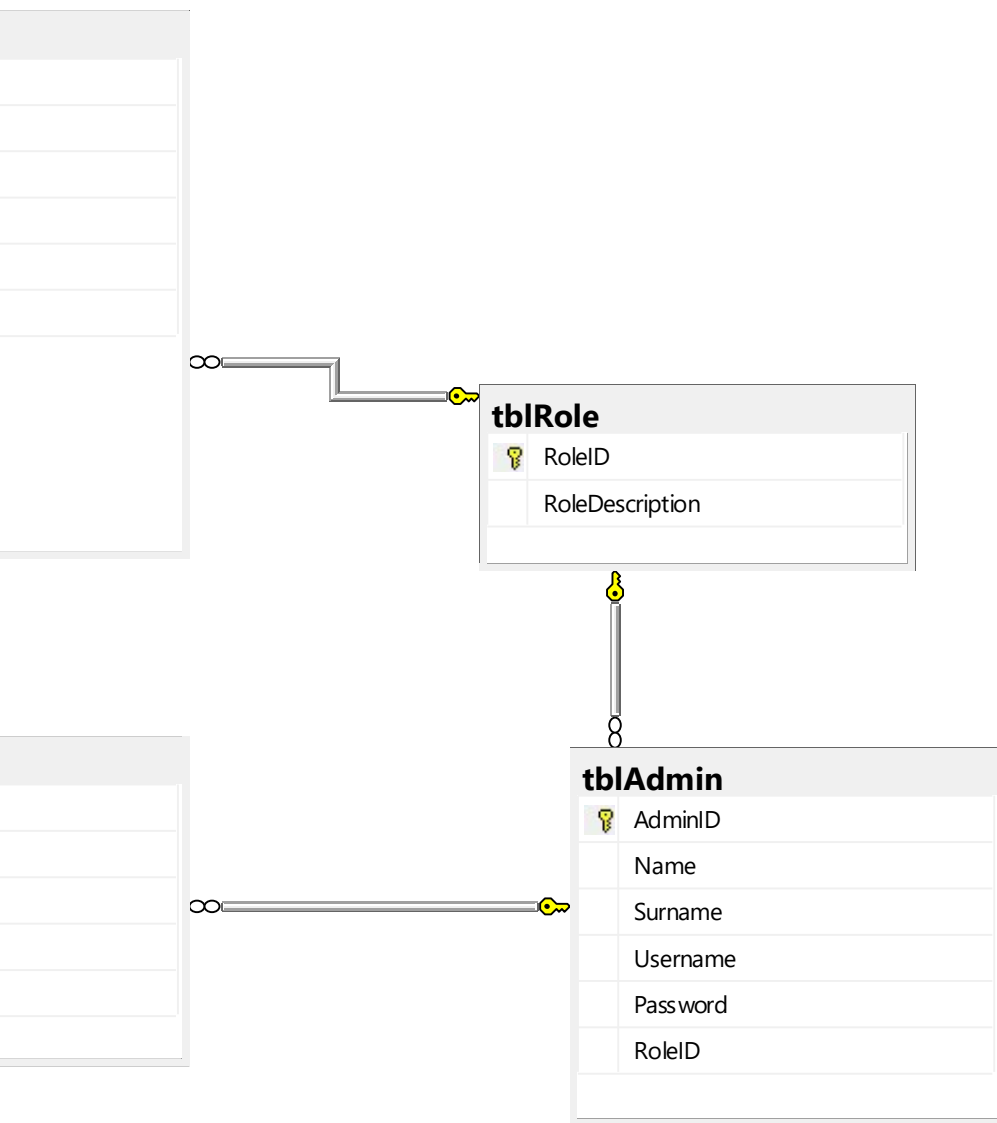 tblRole
RoleID
RoleDescription
tblAdmin
AdminID
Name
Surname
Username
Password
RoleID